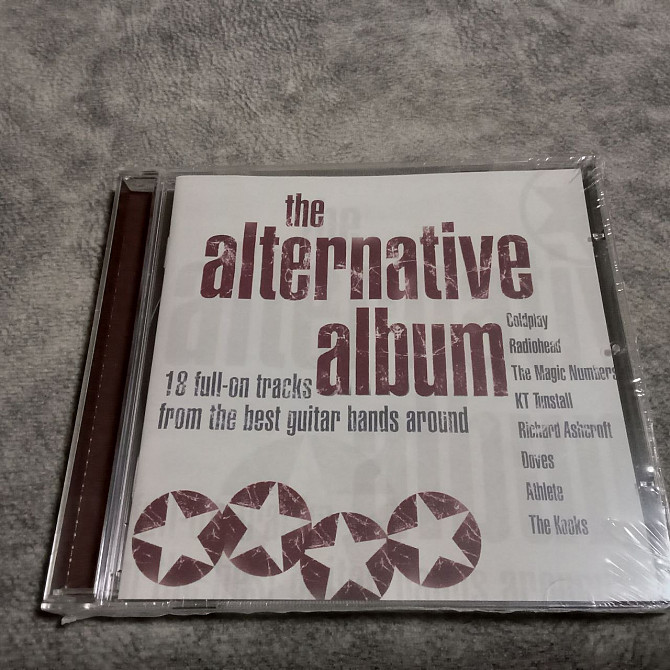 the
alternative
album
18 full-on tracks
from the best guitar bands around
Coldplay
Radiohead
The Magic Numbers
KT Tunstall
Richard Ashcroft
Doves
Athlete
The Kooks